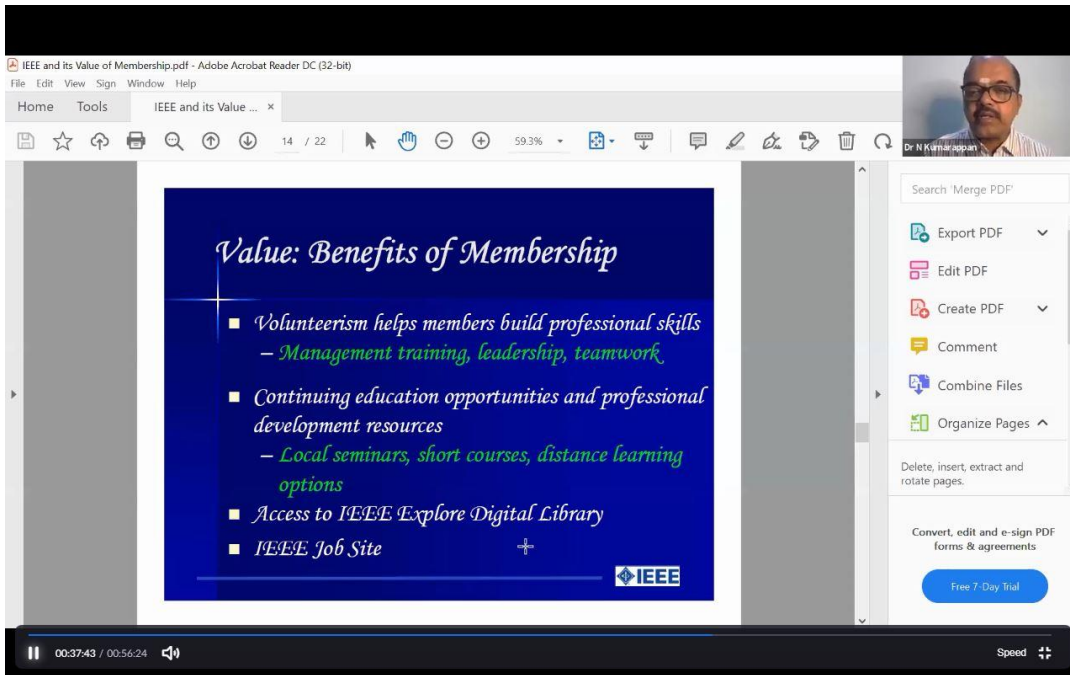 IEEE and its Value of Membership.pdf - Adobe Acrobat Reader DC (32-bit)
File Edit View Sign Window Help
Home Tools IEEE and its Value ... ×
14 / 22 59.3%
Dr N Kumarappan
Search 'Merge PDF'
Export PDF
Edit PDF
Create PDF
Comment
Combine Files
Organize Pages
Delete, insert, extract and
rotate pages.
Convert, edit and e-sign PDF
forms & agreements
Free 7-Day Trial
Value: Benefits of Membership
■ Volunteerism helps members build professional skills
– Management training, leadership, teamwork
■ Continuing education opportunities and professional
development resources
– Local seminars, short courses, distance learning
options
■ Access to IEEE Explore Digital Library
■ IEEE Job Site
IEEE
00:37:43 / 00:56:24
Speed